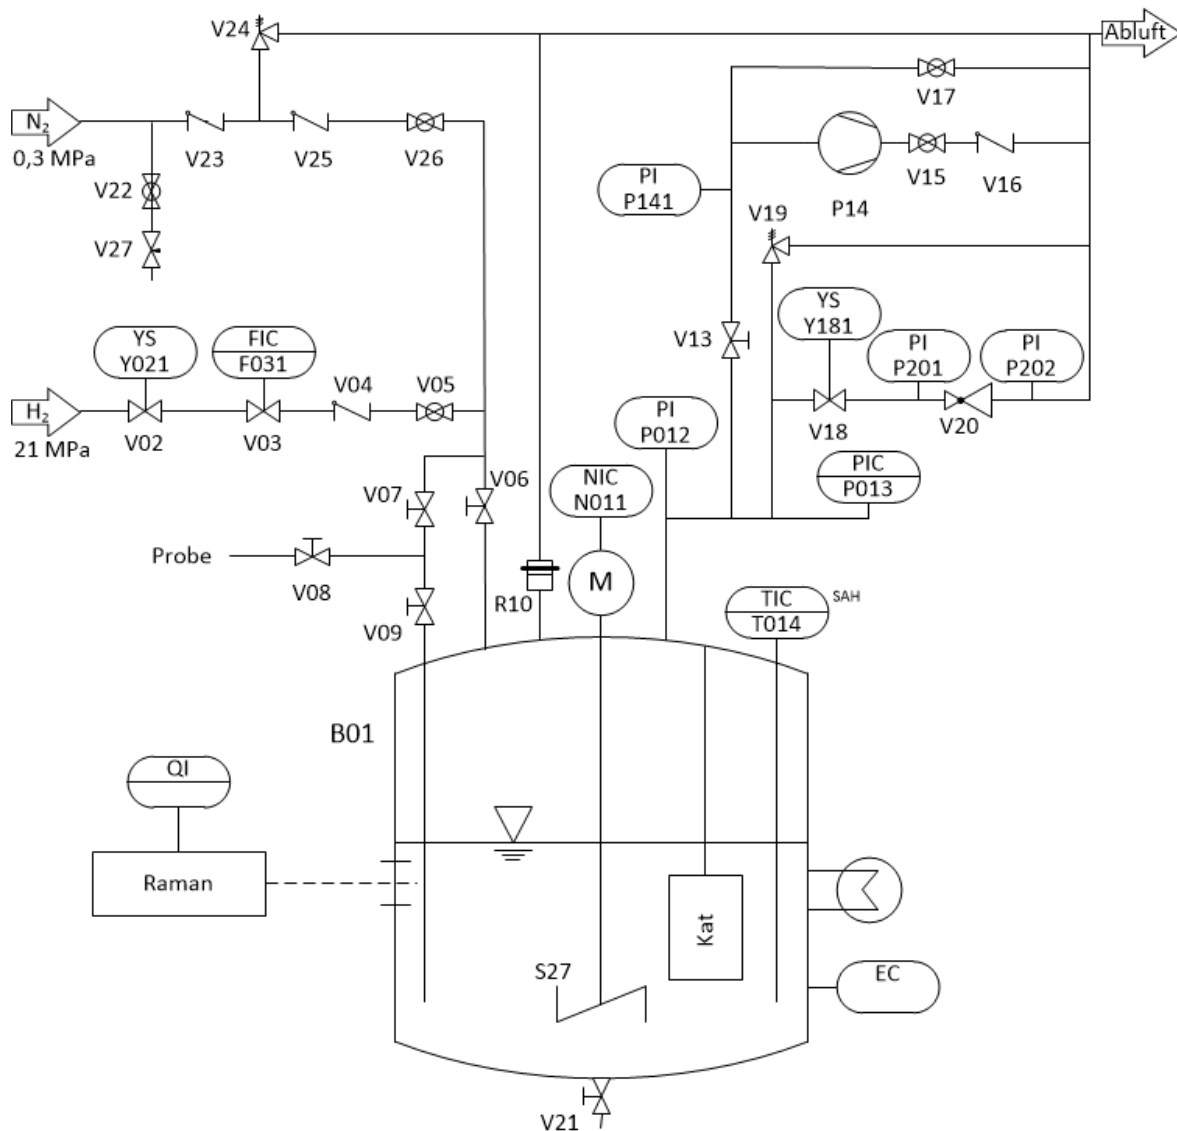 V24
Abluft
V17
N₂
0,3 MPa
V23
V25
V26
PI
P141
P14
V15
V16
V22
V27
V19
YS
Y021
FIC
F031
V04
V05
V13
YS
Y181
PI
P201
PI
P202
H₂
21 MPa
V02
V03
PI
P012
V18
V20
V07
V06
NIC
N011
PIC
P013
Probe
V08
R10
M
V09
TIC
T014
SAH
B01
QI
Raman
Kat
S27
EC
V21